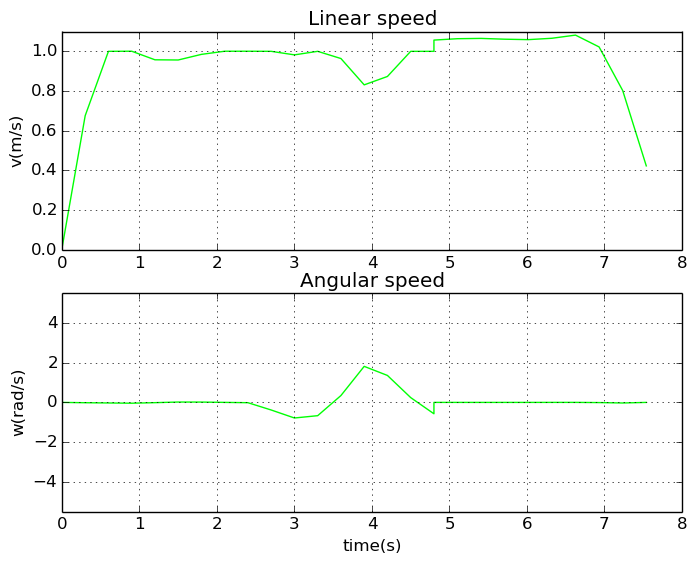 Linear speed
1.0
0.8
0.6
0.4
0.2
0.0
v(m/s)
0 1 2 3 4 5 6 7 8
Angular speed
4
2
0
−2
−4
w(rad/s)
0 1 2 3 4 5 6 7 8
time(s)